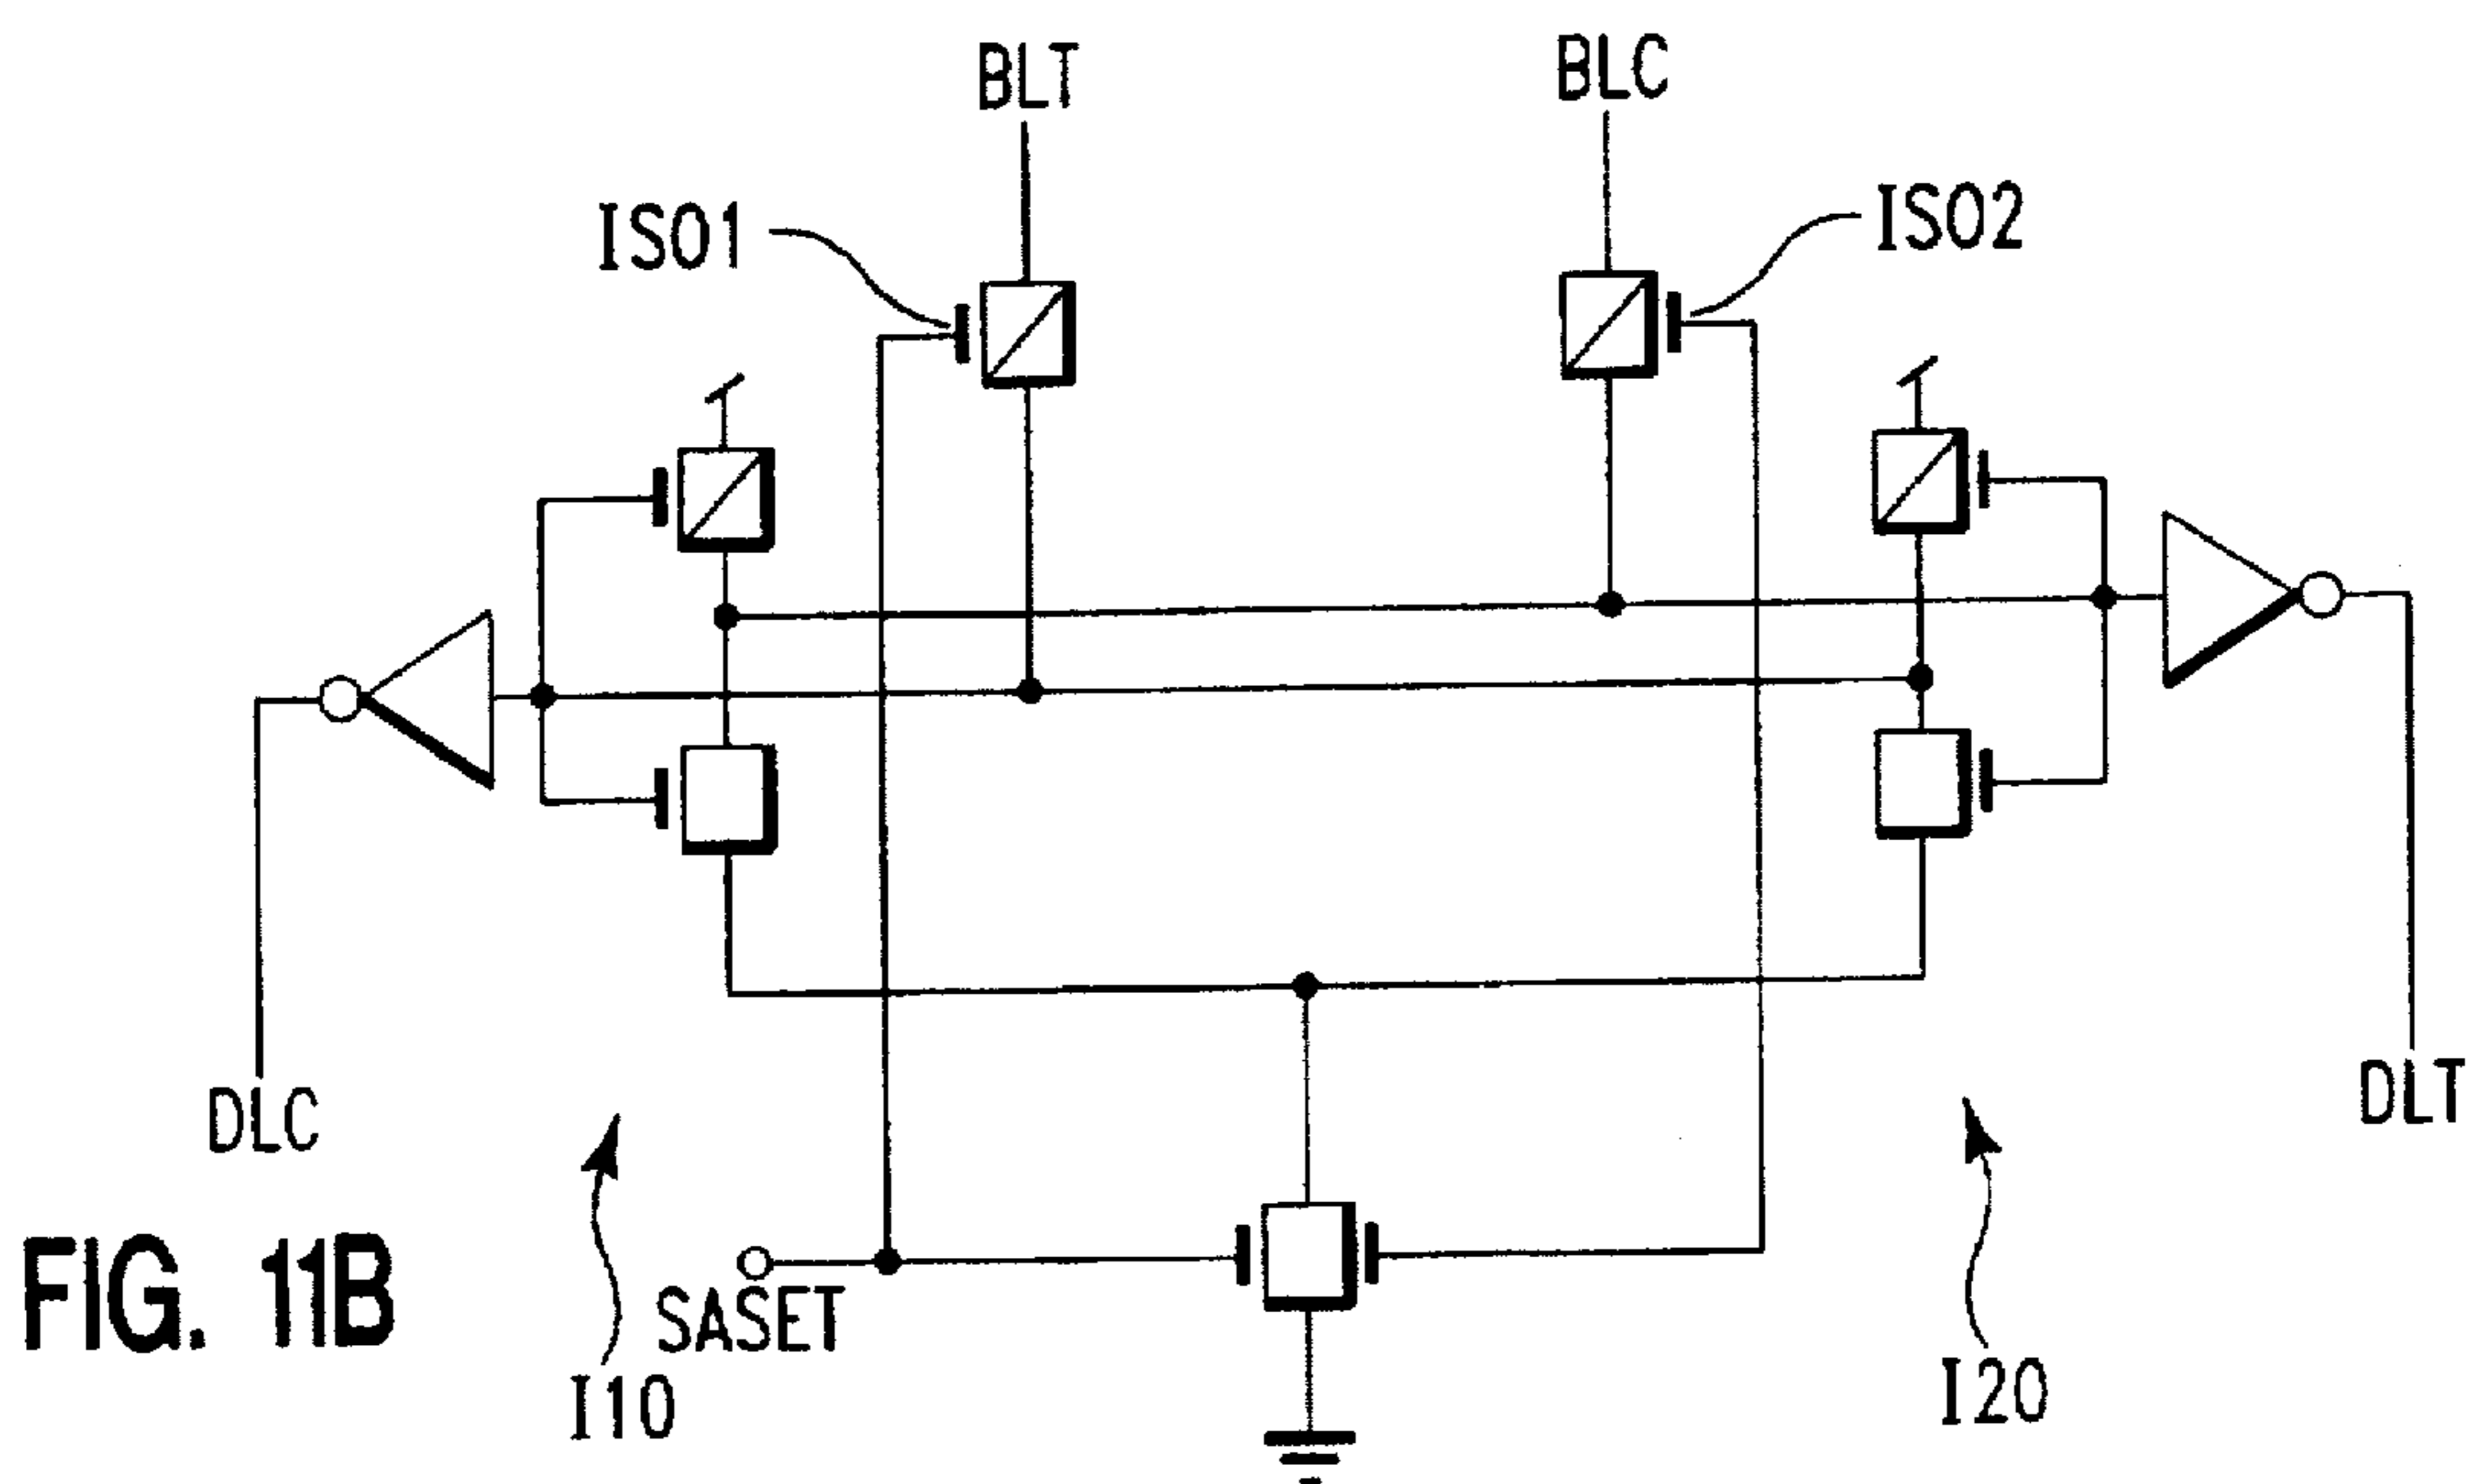 BLT
BLC
ISO1
ISO2
DLC
DLT
SASET
I10
I20
FIG. 11B